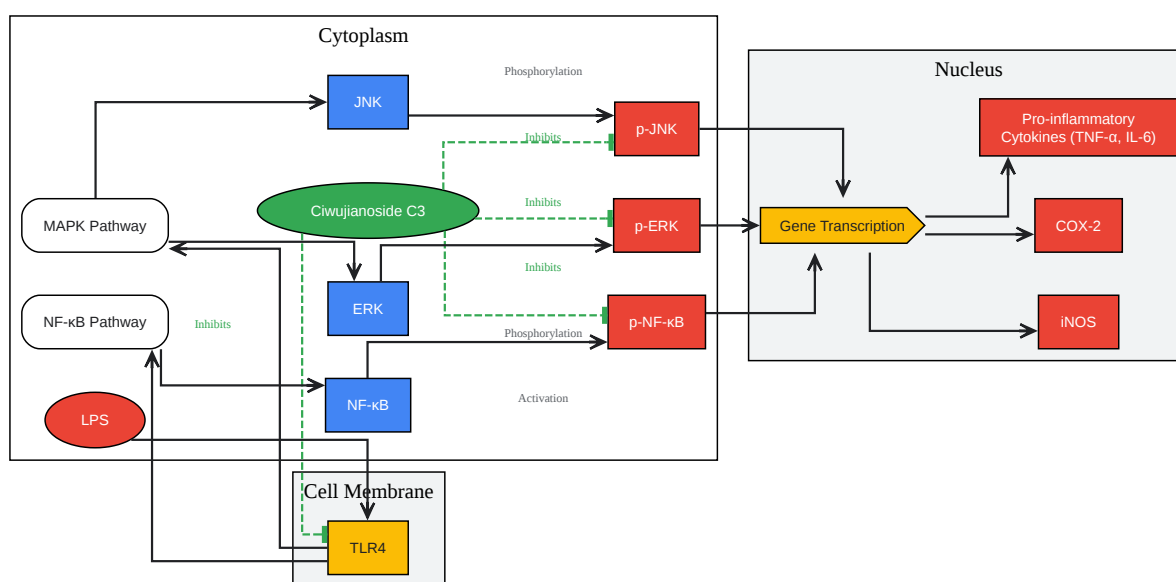 Cytoplasm
Nucleus
Phosphorylation
JNK
Pro-inflammatory
Cytokines (TNF-α, IL-6)
p-JNK
Inhibits
Ciwujianoside C3
Inhibits
MAPK Pathway
p-ERK
Gene Transcription
COX-2
Inhibits
ERK
NF-κB Pathway
Inhibits
p-NF-κB
Phosphorylation
iNOS
NF-κB
Activation
LPS
Cell Membrane
TLR4